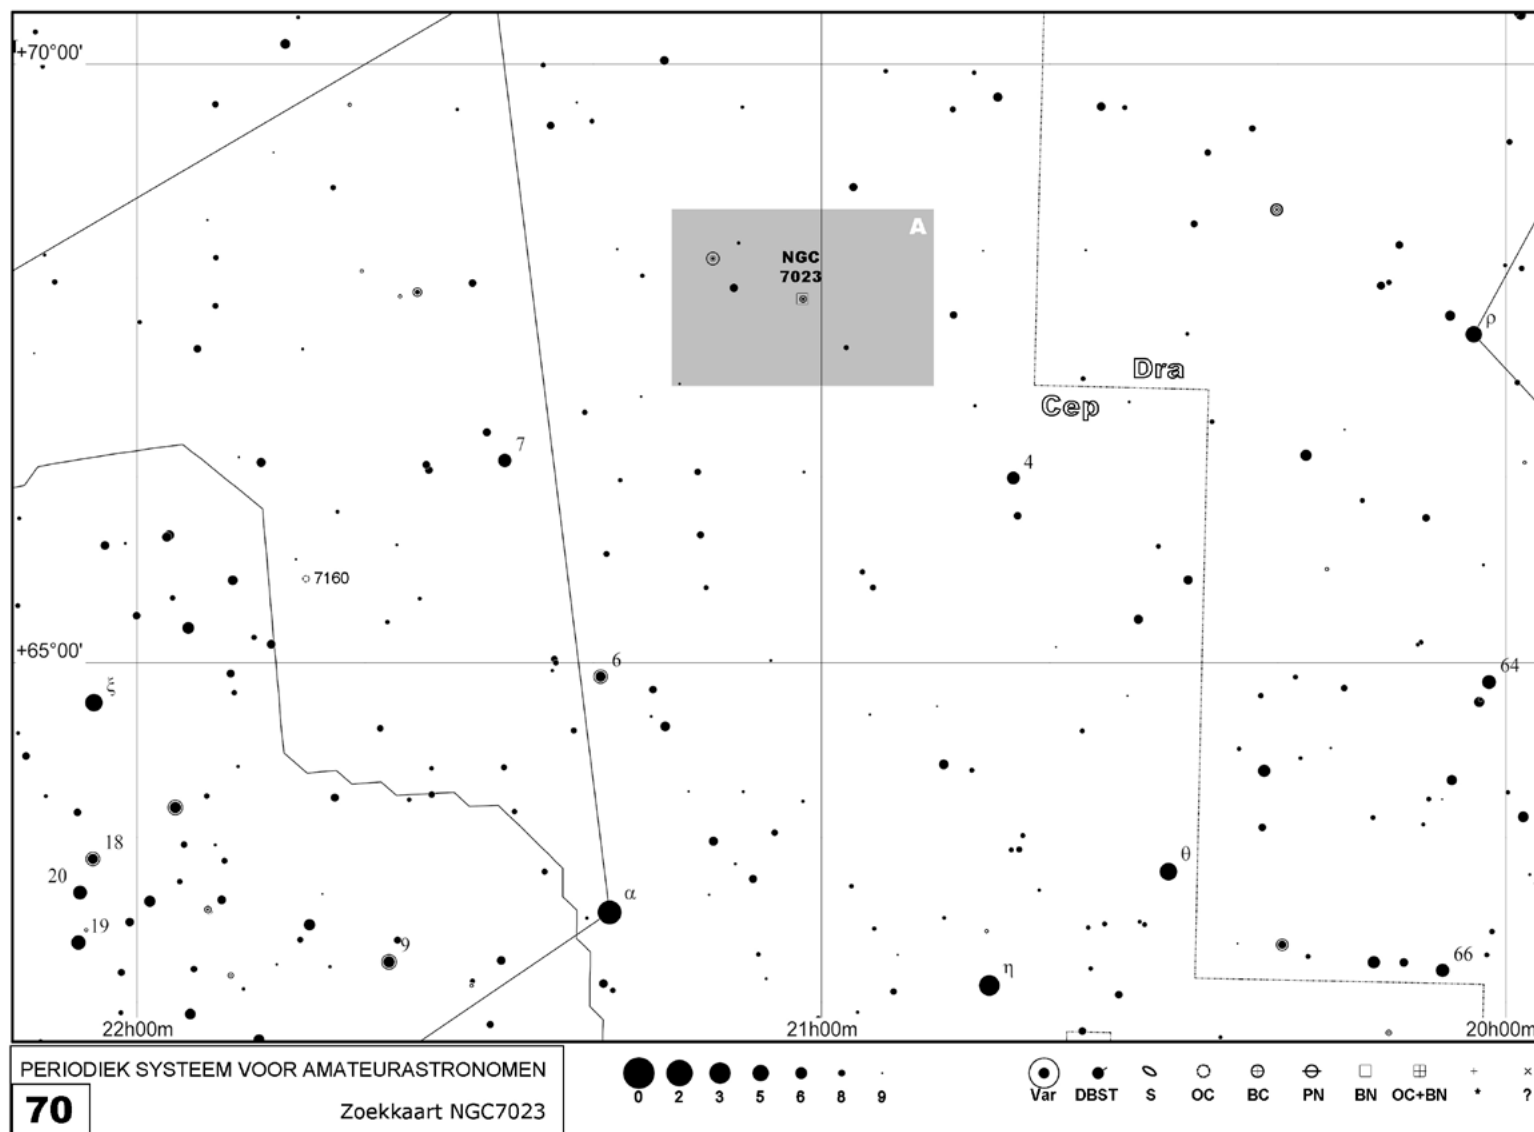 +70°00'
A
NGC
7023
ρ
Dra
Cep
7
4
7160
+65°00'
6
64
ξ
18
θ
20
α
19
9
η
66
22h00m
21h00m
20h00m
PERIODIEK SYSTEEM VOOR AMATEURASTRONOMEN
70
Zoekkaart NGC7023
0 2 3 5 6 8 9
Var DBST S OC BC PN BN OC+BN * ?